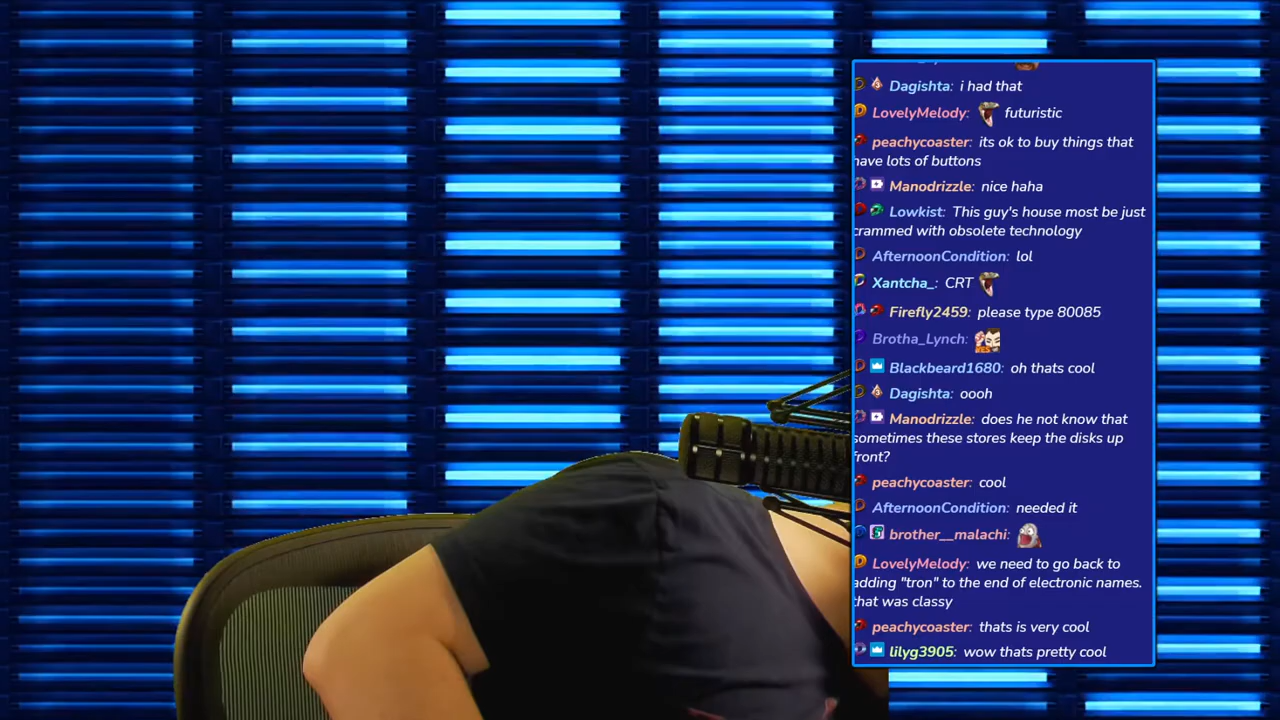 Dagishta: i had that
LovelyMelody: futuristic
peachycoaster: its ok to buy things that
have lots of buttons
Manodrizzle: nice haha
Lowkist: This guy's house most be just
crammed with obsolete technology
AfternoonCondition: lol
Xantcha_: CRT
Firefly2459: please type 80085
Brotha_Lynch:
Blackbeard1680: oh thats cool
Dagishta: oooh
Manodrizzle: does he not know that
sometimes these stores keep the disks up
front?
peachycoaster: cool
AfternoonCondition: needed it
brother__malachi:
LovelyMelody: we need to go back to
adding "tron" to the end of electronic names.
that was classy
peachycoaster: thats is very cool
lilyg3905: wow thats pretty cool